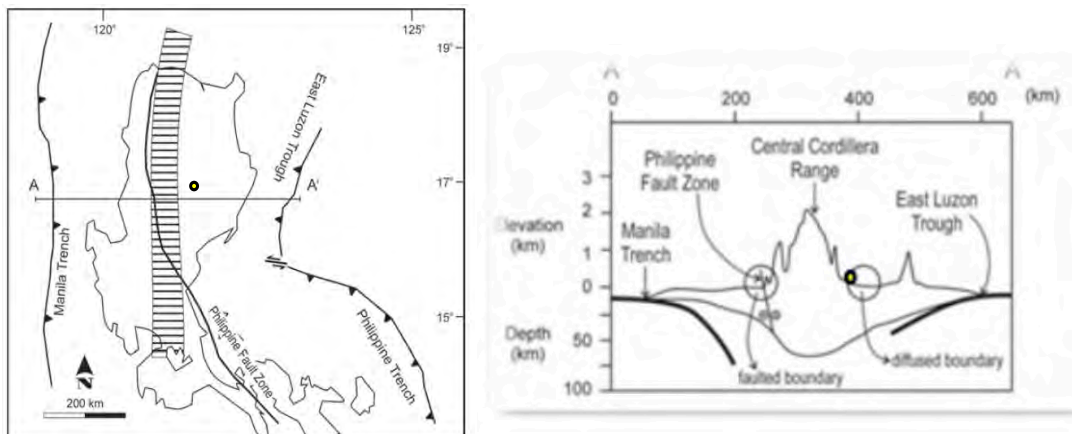 120°
125°
19°
17°
15°
East Luzon
Trough
A
A'
Manila Trench
Philippine Fault Zone
Philippine Trench
N
200 km
A
A
0
200
400
600
(km)
Central Cordillera
Range
Philippine
Fault Zone
Manila
Trench
East Luzon
Trough
3
2
1
0
Elevation
(km)
Depth
(km)
50
100
faulted boundary
diffused boundary